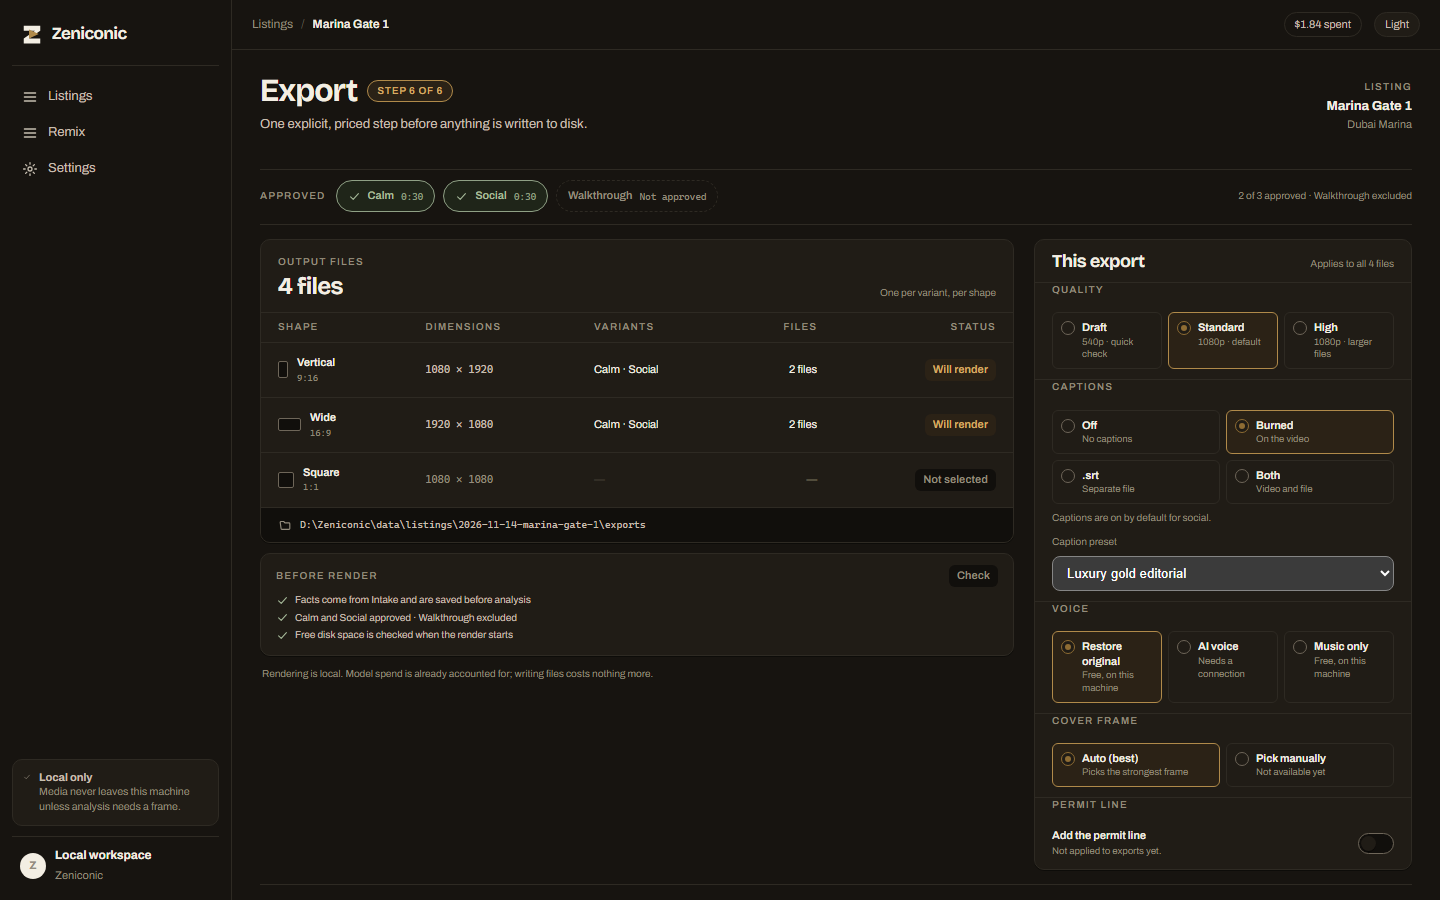 Zeniconic
Listings
Remix
Settings
Local only
Media never leaves this machine
unless analysis needs a frame.
Z
Local workspace
Zeniconic
Listings / Marina Gate 1
$1.84 spent
Light
Export
STEP 6 OF 6
One explicit, priced step before anything is written to disk.
LISTING
Marina Gate 1
Dubai Marina
APPROVED
Calm 0:30
Social 0:30
Walkthrough Not approved
2 of 3 approved · Walkthrough excluded
OUTPUT FILES
4 files
One per variant, per shape
SHAPE DIMENSIONS VARIANTS FILES STATUS
Vertical
9:16
1080 × 1920 Calm · Social 2 files Will render
Wide
16:9
1920 × 1080 Calm · Social 2 files Will render
Square
1:1
1080 × 1080 — — Not selected
D:\Zeniconic\data\listings\2026-11-14-marina-gate-1\exports
BEFORE RENDER
Check
Facts come from Intake and are saved before analysis
Calm and Social approved · Walkthrough excluded
Free disk space is checked when the render starts
Rendering is local. Model spend is already accounted for; writing files costs nothing more.
This export
Applies to all 4 files
QUALITY
Draft
540p · quick
check
Standard
1080p · default
High
1080p · larger
files
CAPTIONS
Off
No captions
Burned
On the video
.srt
Separate file
Both
Video and file
Captions are on by default for social.
Caption preset
Luxury gold editorial
VOICE
Restore
original
Free, on this
machine
AI voice
Needs a
connection
Music only
Free, on this
machine
COVER FRAME
Auto (best)
Picks the strongest frame
Pick manually
Not available yet
PERMIT LINE
Add the permit line
Not applied to exports yet.